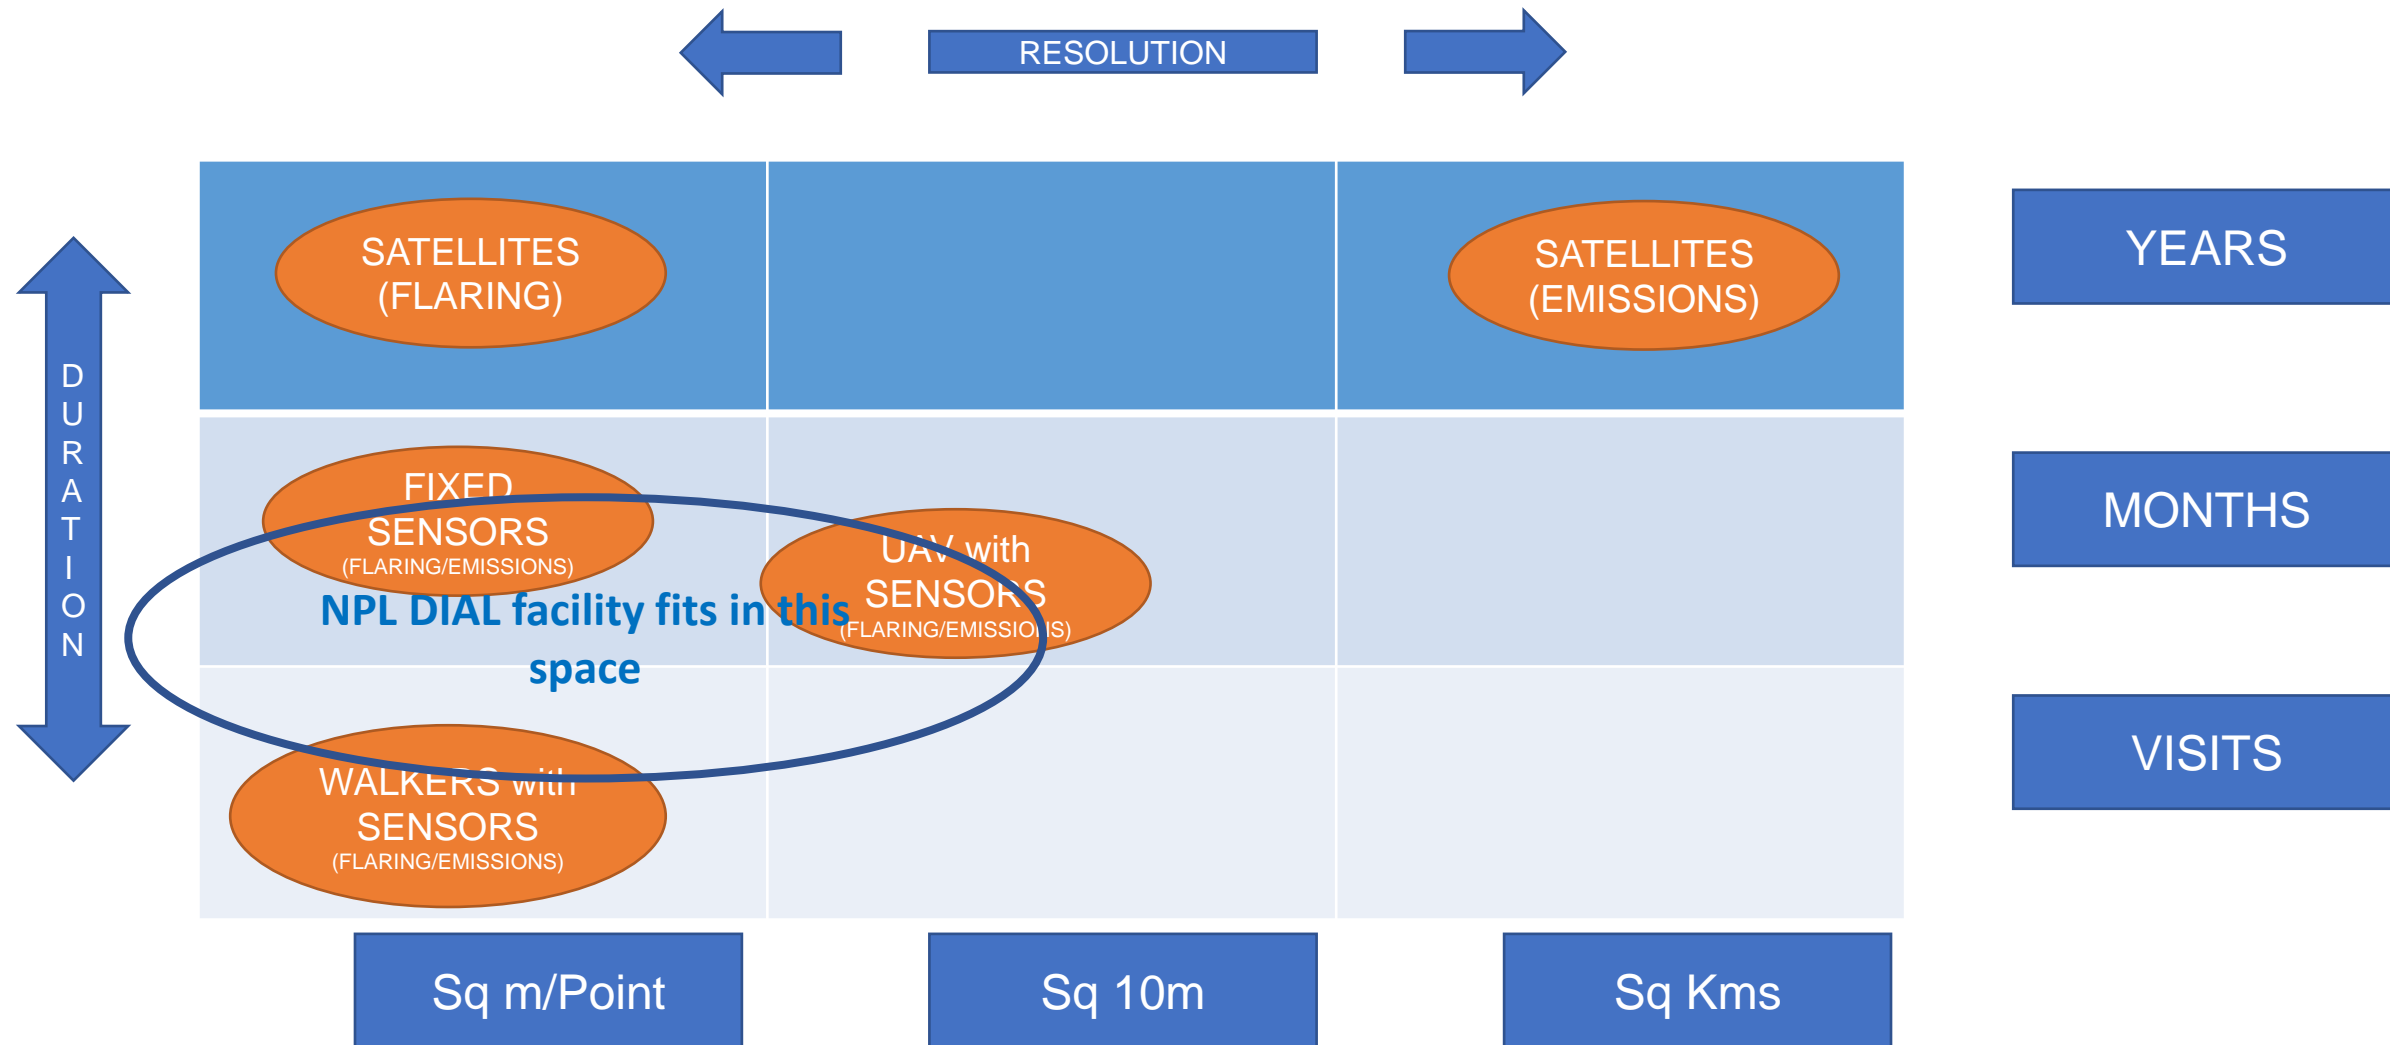 RESOLUTION
SATELLITES
(FLARING)
SATELLITES
(EMISSIONS)
YEARS
DURATION
FIXED
SENSORS
(FLARING/EMISSIONS)
UAV with
SENSORS
(FLARING/EMISSIONS)
MONTHS
NPL DIAL facility fits in this
space
WALKERS with
SENSORS
(FLARING/EMISSIONS)
VISITS
Sq m/Point
Sq 10m
Sq Kms